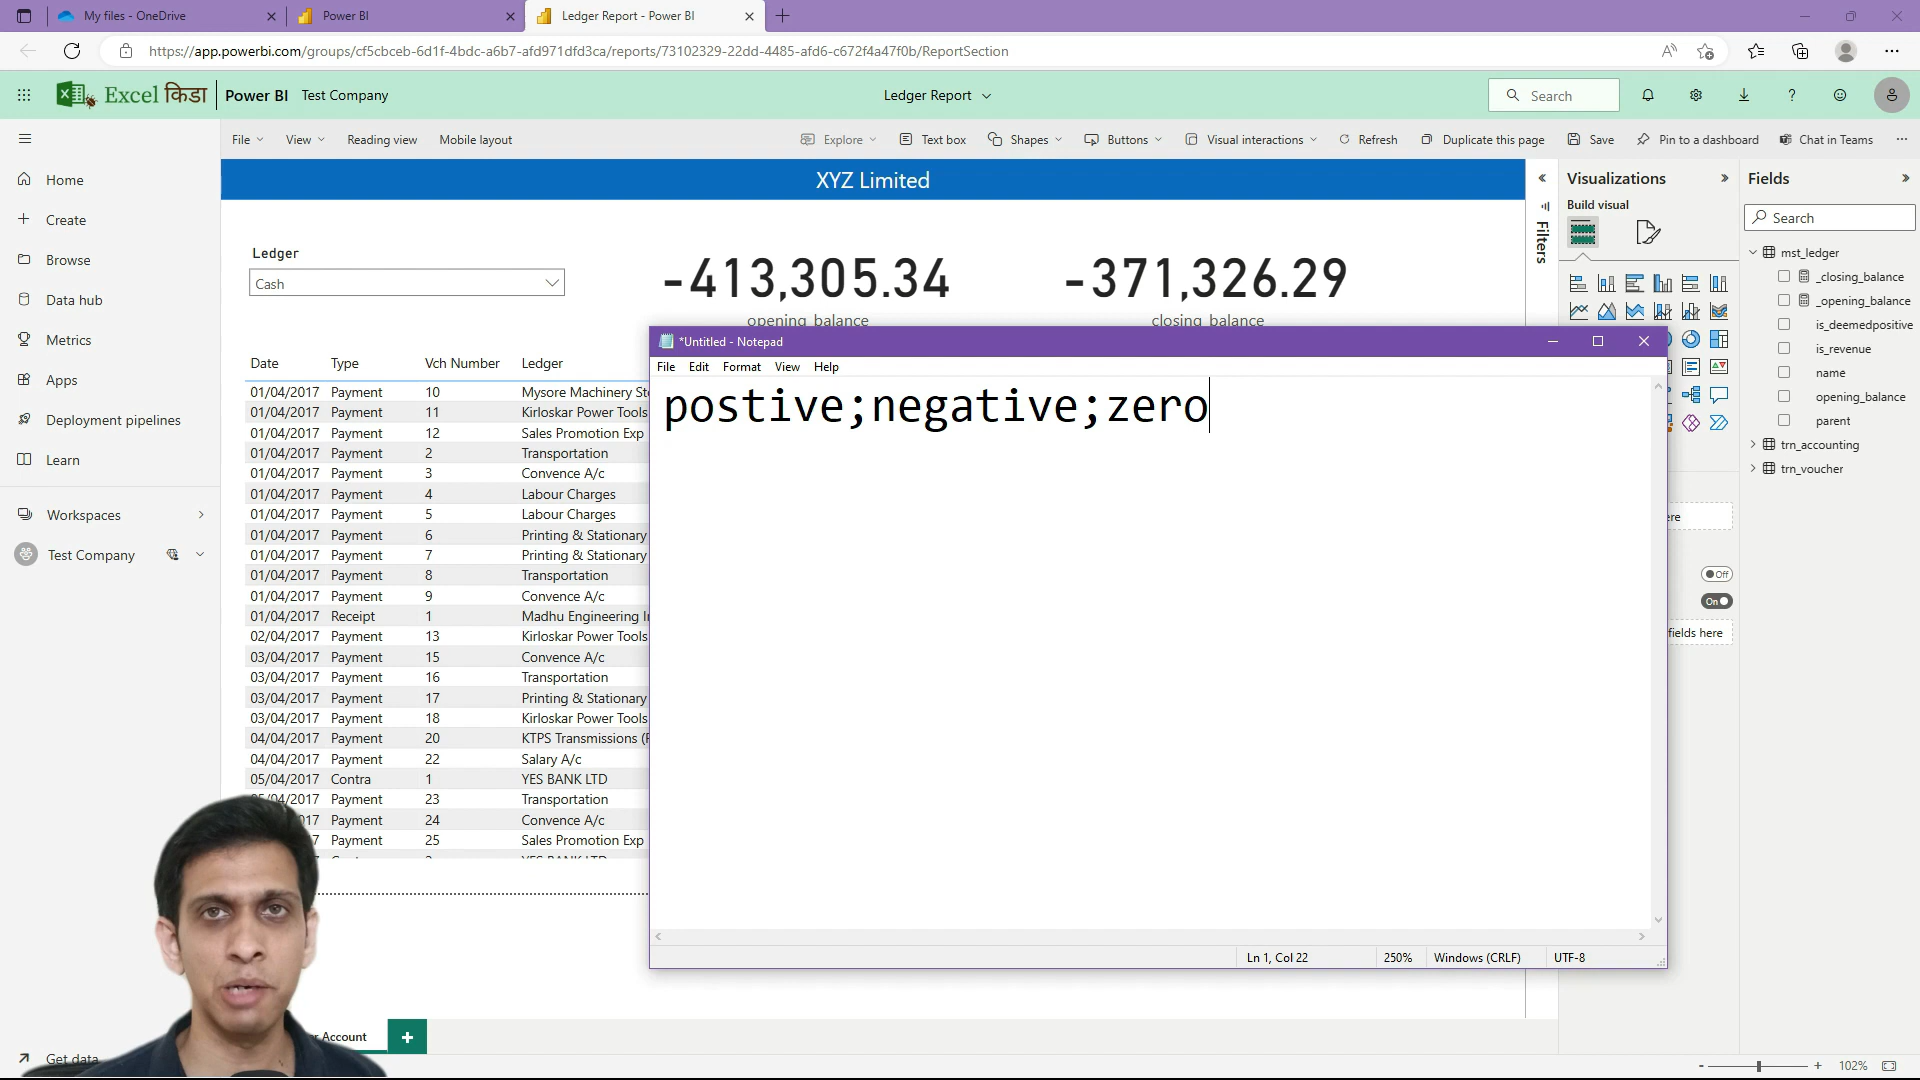 My files - OneDrive
Power BI
Ledger Report - Power BI
https://app.powerbi.com/groups/cf5cbceb-6d1f-4bdc-a6b7-afd971dfd3ca/reports/73102329-22dd-4485-afd6-c672f4a47f0b/ReportSection
Excel किडा
Power BI Test Company
Ledger Report
Search
File
View
Reading view
Mobile layout
Explore
Text box
Shapes
Buttons
Visual interactions
Refresh
Duplicate this page
Save
Pin to a dashboard
Chat in Teams
Home
Create
Browse
Data hub
Metrics
Apps
Deployment pipelines
Learn
Workspaces
Test Company
Get data
XYZ Limited
Ledger
Cash
-413,305.34
opening_balance
-371,326.29
closing_balance
Date Type Vch Number Ledger
01/04/2017 Payment 10 Mysore Machinery Sto
01/04/2017 Payment 11 Kirloskar Power Tools
01/04/2017 Payment 12 Sales Promotion Exp
01/04/2017 Payment 2 Transportation
01/04/2017 Payment 3 Convence A/c
01/04/2017 Payment 4 Labour Charges
01/04/2017 Payment 5 Labour Charges
01/04/2017 Payment 6 Printing & Stationary
01/04/2017 Payment 7 Printing & Stationary
01/04/2017 Payment 8 Transportation
01/04/2017 Payment 9 Convence A/c
01/04/2017 Receipt 1 Madhu Engineering
02/04/2017 Payment 13 Kirloskar Power Tools
03/04/2017 Payment 15 Convence A/c
03/04/2017 Payment 16 Transportation
03/04/2017 Payment 17 Printing & Stationary
03/04/2017 Payment 18 Kirloskar Power Tools
04/04/2017 Payment 20 KTPS Transmissions
04/04/2017 Payment 22 Salary A/c
05/04/2017 Contra 1 YES BANK LTD
/04/2017 Payment 23 Transportation
017 Payment 24 Convence A/c
7 Payment 25 Sales Promotion Exp
Account
*Untitled - Notepad
File Edit Format View Help
postive;negative;zero
Ln 1, Col 22
250%
Windows (CRLF)
UTF-8
Filters
Visualizations
Build visual
ere
Off
On
fields here
Fields
Search
mst_ledger
_closing_balance
_opening_balance
is_deemedpositive
is_revenue
name
opening_balance
parent
trn_accounting
trn_voucher
102%